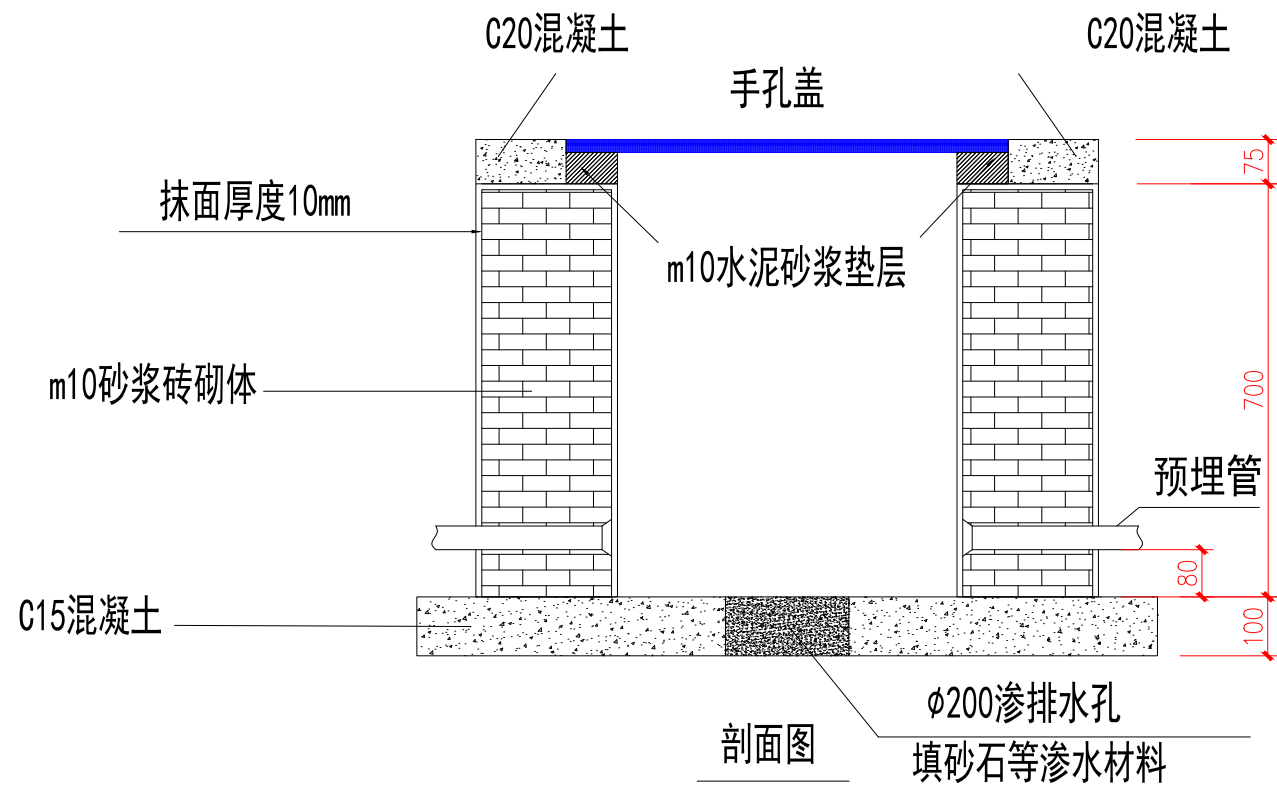 C20混凝土
C20混凝土
手孔盖
75
抹面厚度10mm
m10水泥砂浆垫层
m10砂浆砖砌体
700
预埋管
80
C15混凝土
100
φ200渗排水孔
填砂石等渗水材料
剖面图